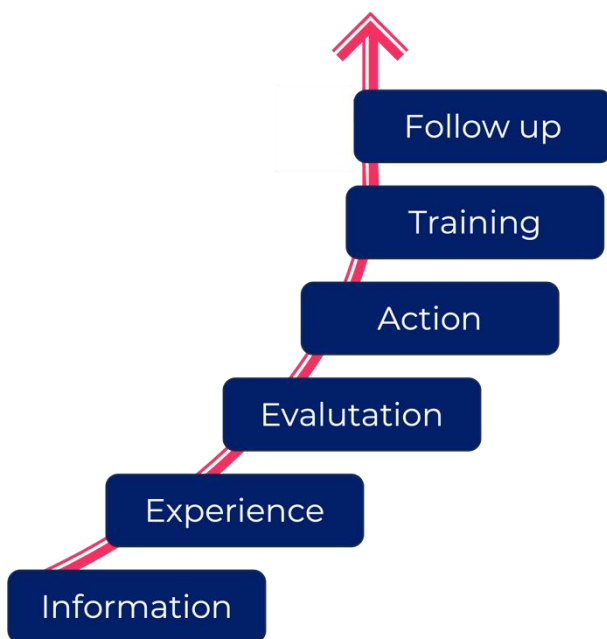 Follow up
Training
Action
Evalutation
Experience
Information